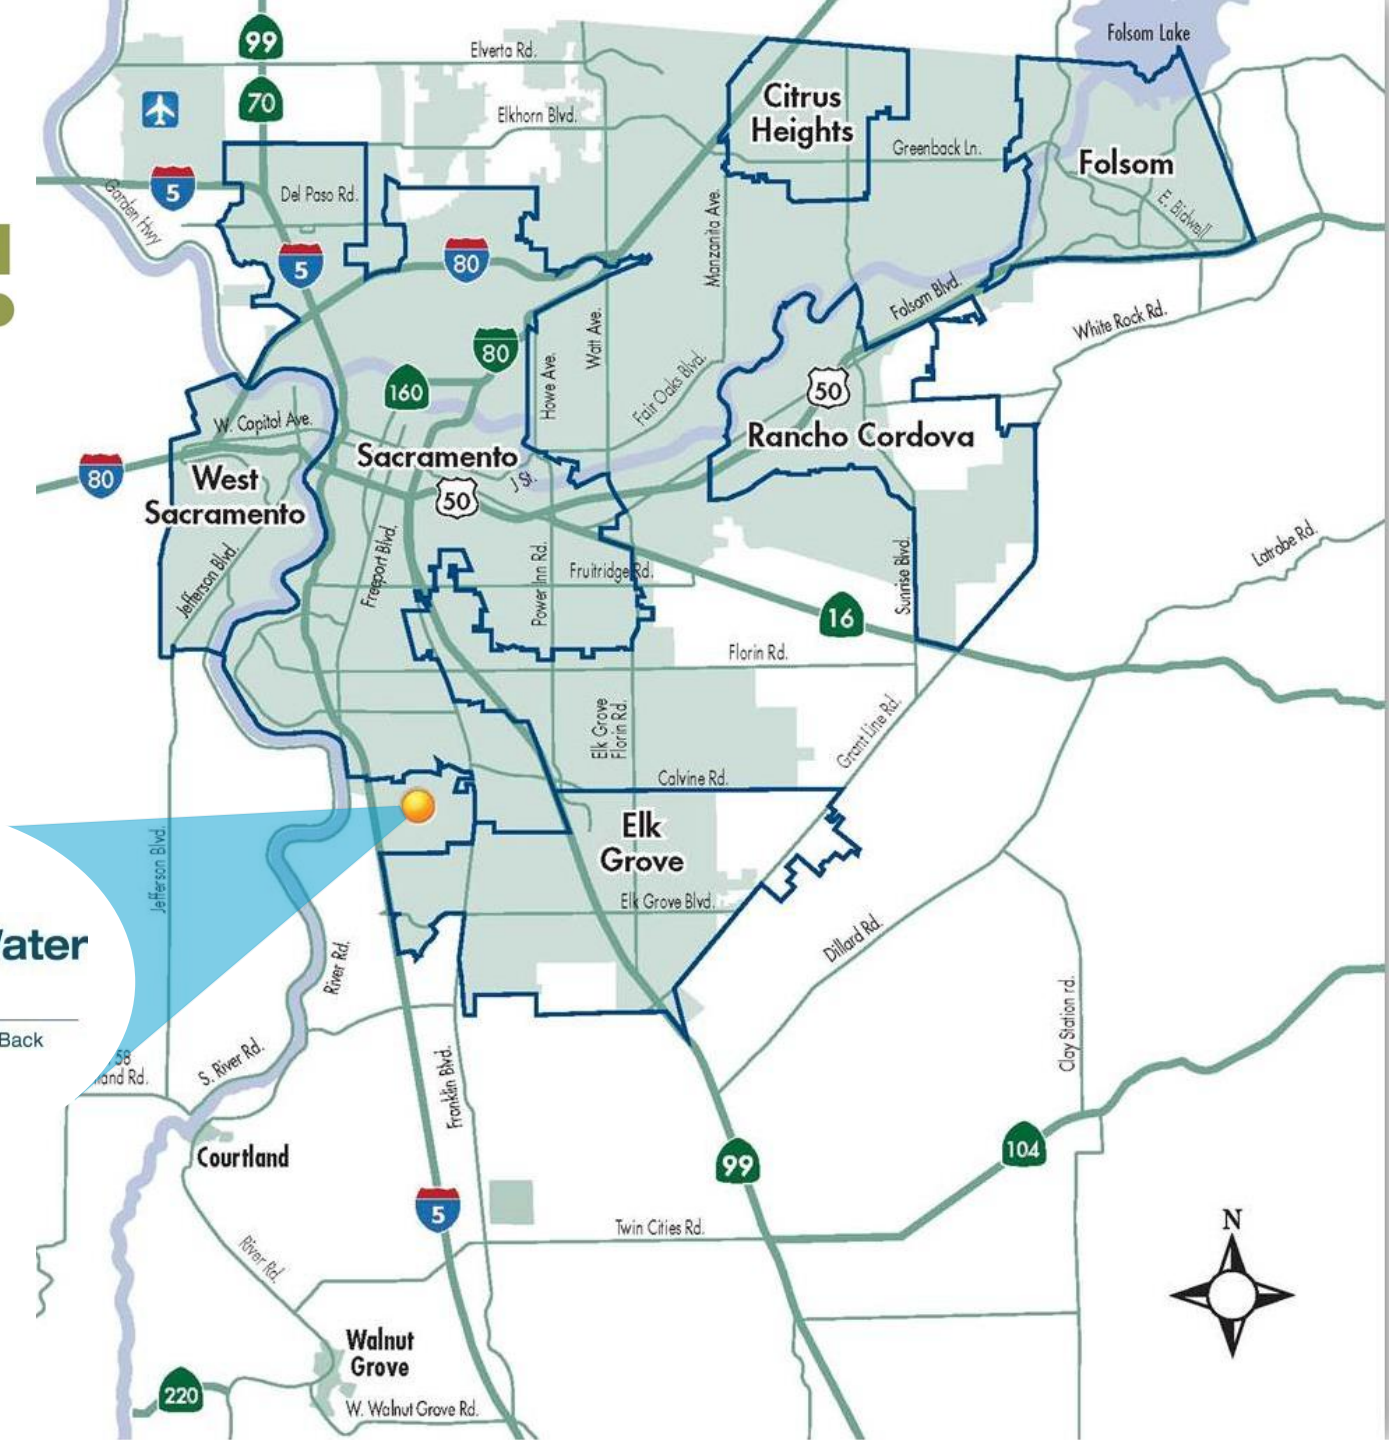 99
Folsom Lake
Elverta Rd.
70
Citrus
Heights
Elkhorn Blvd.
Greenback Ln.
Folsom
5
Del Paso Rd.
Garden Hwy
Manzanita Ave.
E. Bidwell
5
80
Folsom Blvd.
White Rock Rd.
Watt Ave.
80
Howe Ave.
Fair Oaks Blvd.
160
50
W. Capitol Ave.
Rancho Cordova
Sacramento
80
West
Sacramento
50
J St.
Freeport Blvd.
Jefferson Blvd.
Power Inn Rd.
Fruitridge Rd.
Sunrise Blvd.
Latrobe Rd.
16
Florin Rd.
Elk Grove
Florin Rd.
Grant Line Rd.
Calvine Rd.
Elk
Grove
Jefferson Blvd.
Elk Grove Blvd.
Dillard Rd.
ater
River Rd.
Clay Station rd.
Back
58
land Rd.
S. River Rd.
Franklin Blvd.
Courtland
99
104
5
Twin Cities Rd.
N
River Rd.
Walnut
Grove
220
W. Walnut Grove Rd.